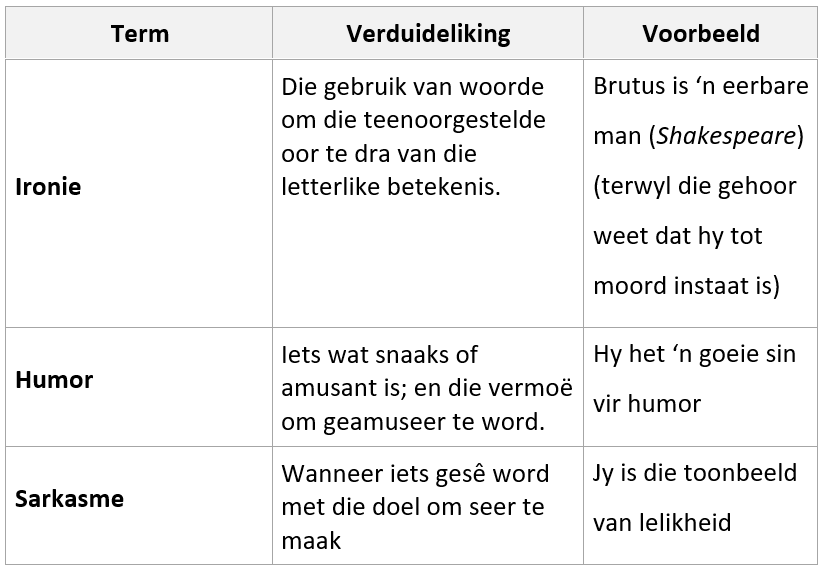 Term Verduideliking Voorbeeld
Ironie
Die gebruik van woorde
om die teenoorgestelde
oor te dra van die
letterlike betekenis.
Brutus is ‘n eerbare
man (Shakespeare)
(terwyl die gehoor
weet dat hy tot
moord instaat is)
Humor
Iets wat snaaks of
amusant is; en die vermoë
om geamuseer te word.
Hy het ‘n goeie sin
vir humor
Sarkasme
Wanneer iets gesê word
met die doel om seer te
maak
Jy is die toonbeeld
van lelikheid